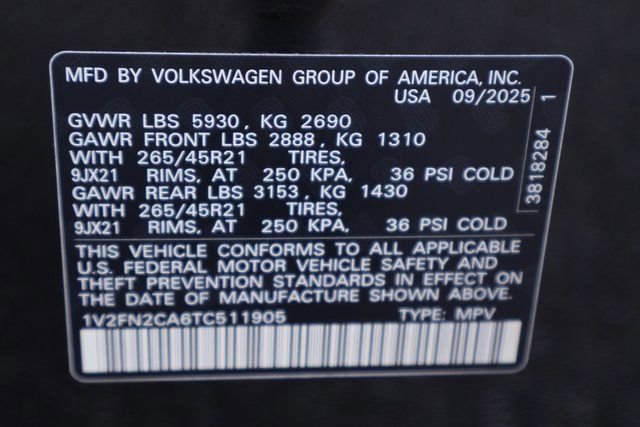 MFD BY VOLKSWAGEN GROUP OF AMERICA, INC.
USA 09/2025
GVWR LBS 5930, KG 2690
GAWR FRONT LBS 2888, KG 1310
WITH 265/45R21 TIRES,
9JX21 RIMS, AT 250 KPA, 36 PSI COLD
GAWR REAR LBS 3153, KG 1430
WITH 265/45R21 TIRES,
9JX21 RIMS, AT 250 KPA, 36 PSI COLD
THIS VEHICLE CONFORMS TO ALL APPLICABLE
U.S. FEDERAL MOTOR VEHICLE SAFETY AND
THEFT PREVENTION STANDARDS IN EFFECT ON
THE DATE OF MANUFACTURE SHOWN ABOVE.
1V2FN2CA6TC511905 TYPE: MPV
3818284 1